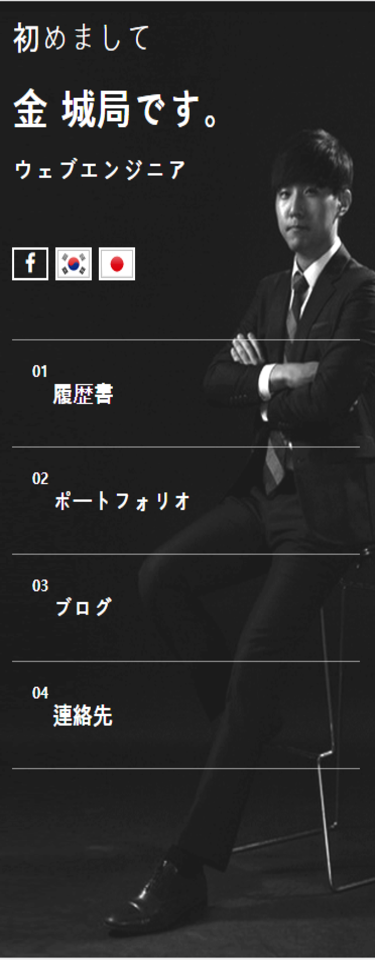 初めまして
金 城局です。
ウェブエンジニア
f
01
履歴書
02
ポートフォリオ
03
ブログ
04
連絡先